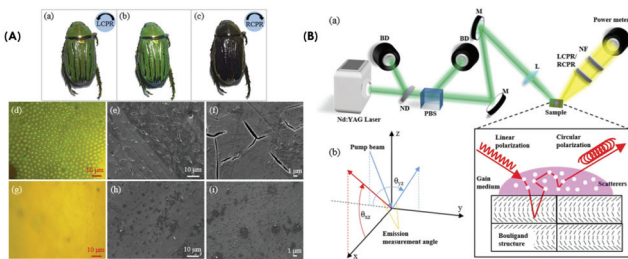 (A)
(a)
LCPR
(b)
(c)
RCPR
(d)
10 μm
(e)
10 μm
(f)
1 μm
(g)
10 μm
(h)
10 μm
(i)
1 μm
(B)
(a)
BD
BD
M
M
L
LCPR/
RCPR
NF
Power meter
Nd:YAG Laser
ND
PBS
Sample
(b)
Pump beam
z
θyz
θxz
y
x
Emission
measurement angle
Linear
polarization
Circular
polarization
Gain
medium
Scatterers
Bouligand
structure